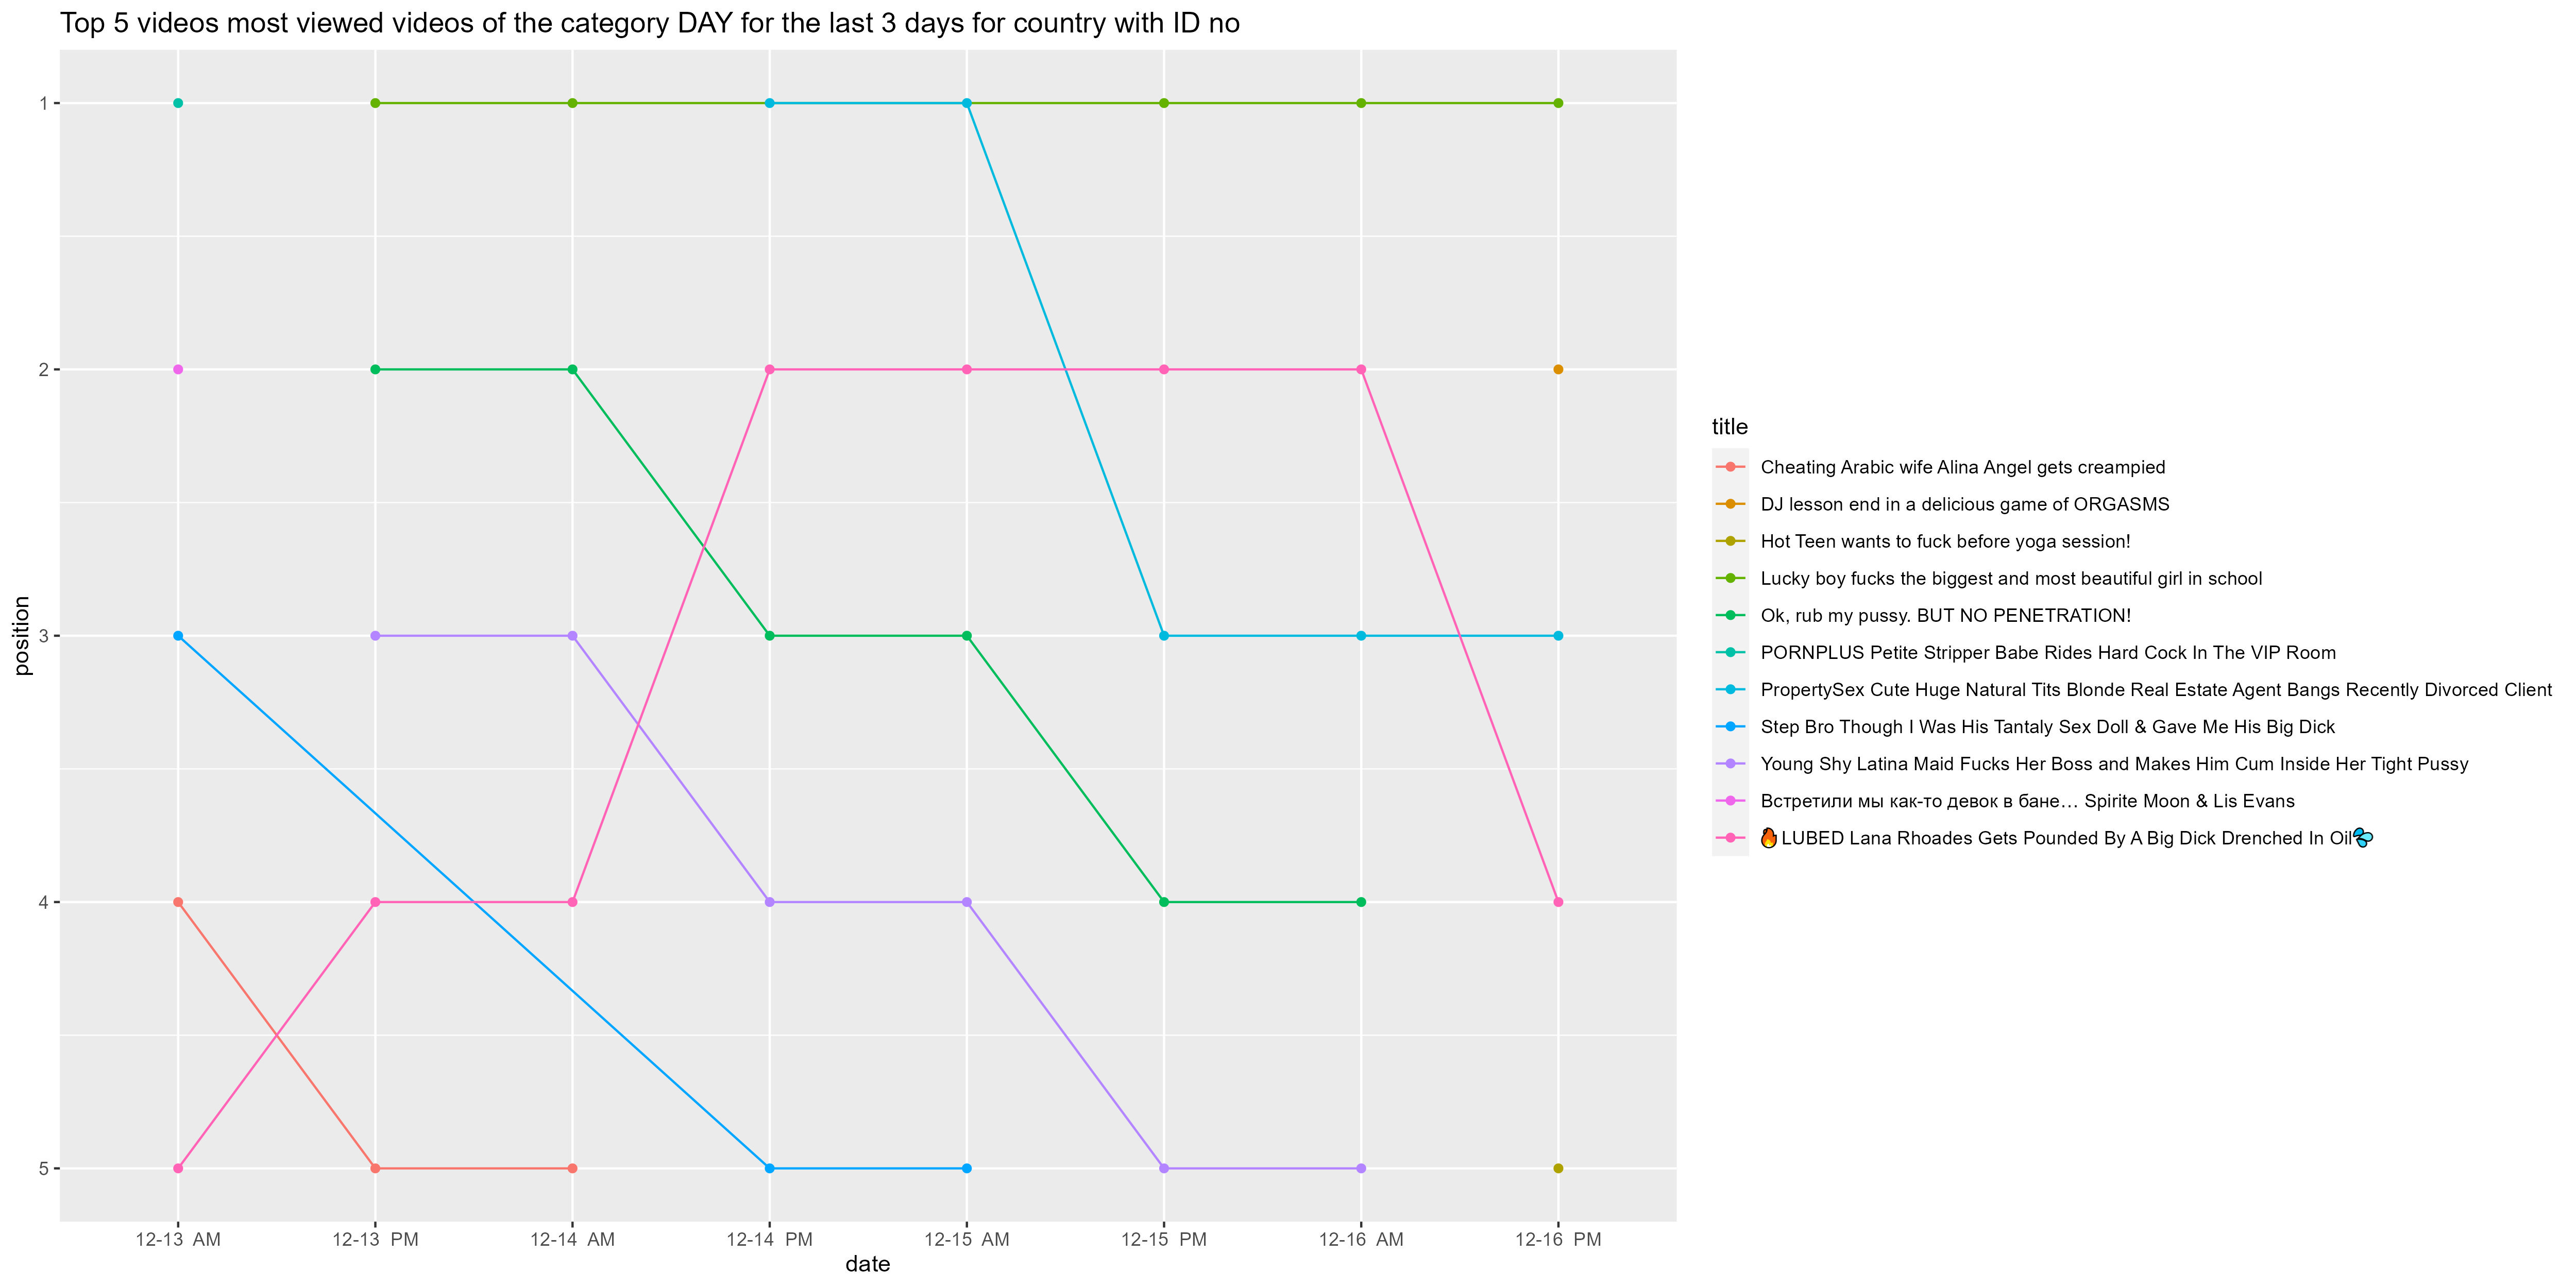 Top 5 videos most viewed videos of the category DAY for the last 3 days for country with ID no
position
1
2
3
4
5
12-13 AM
12-13 PM
12-14 AM
12-14 PM
12-15 AM
12-15 PM
12-16 AM
12-16 PM
date
title
Cheating Arabic wife Alina Angel gets creampied
DJ lesson end in a delicious game of ORGASMS
Hot Teen wants to fuck before yoga session!
Lucky boy fucks the biggest and most beautiful girl in school
Ok, rub my pussy. BUT NO PENETRATION!
PORNPLUS Petite Stripper Babe Rides Hard Cock In The VIP Room
PropertySex Cute Huge Natural Tits Blonde Real Estate Agent Bangs Recently Divorced Client
Step Bro Though I Was His Tantaly Sex Doll & Gave Me His Big Dick
Young Shy Latina Maid Fucks Her Boss and Makes Him Cum Inside Her Tight Pussy
Встретили мы как-то девок в бане… Spirite Moon & Lis Evans
🔥LUBED Lana Rhoades Gets Pounded By A Big Dick Drenched In Oil💦